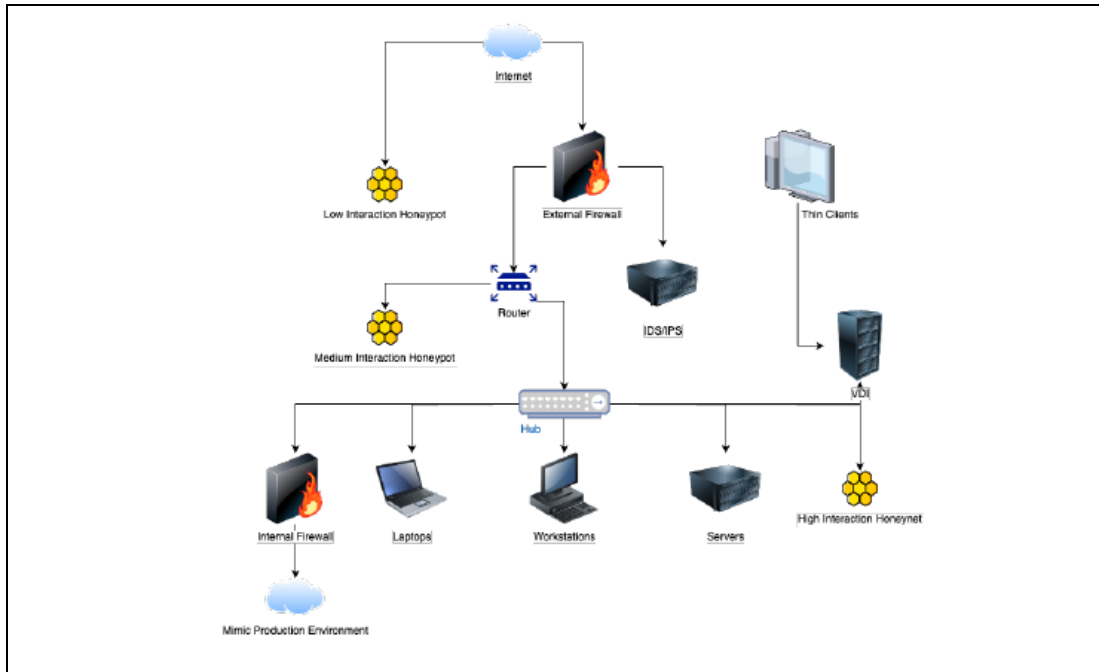 Internet
Low Interaction Honeypot
External Firewall
Thin Clients
Router
IDS/IPS
Medium Interaction Honeypot
VDI
Hub
Internal Firewall
Laptops
Workstations
Servers
High Interaction Honeynet
Mimic Production Environment